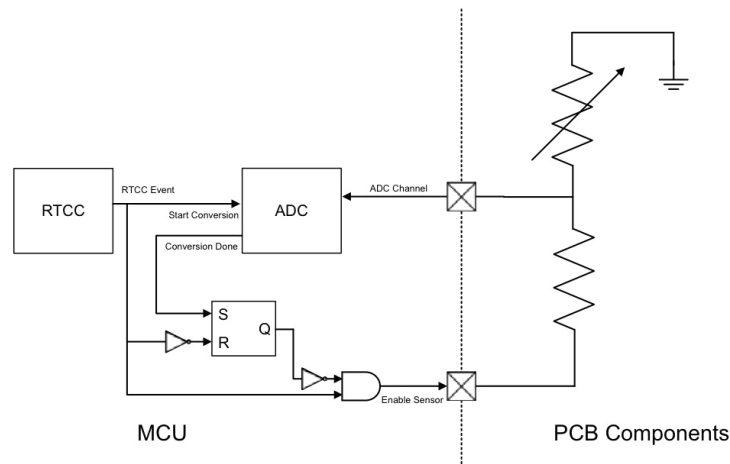 RTCC
RTCC Event
Start Conversion
ADC
ADC Channel
Conversion Done
S
R
Q
Enable Sensor
MCU
PCB Components